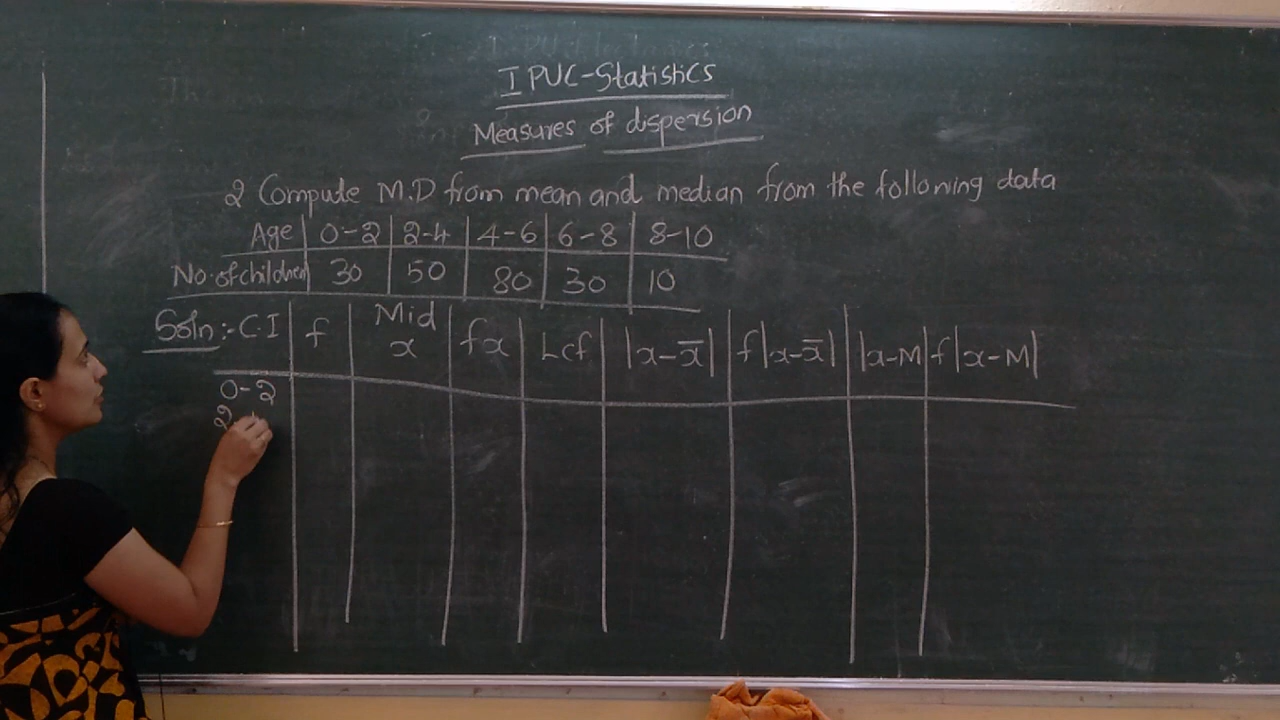 I PUC-Statistics
Measures of dispersion
2 Compute M.D from mean and median from the following data
Age 0-2 2-4 4-6 6-8 8-10
No. of children 30 50 80 30 10
Soln:- C.I f Mid x fx Lcf |x-x̅| f|x-x̅| |x-M| f|x-M|
0-2
2